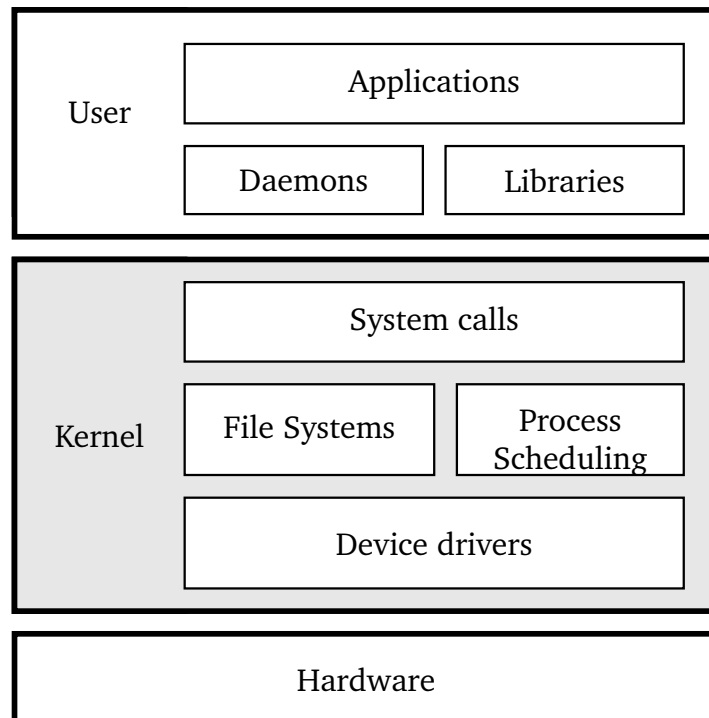 User
Applications
Daemons
Libraries
Kernel
System calls
File Systems
Process
Scheduling
Device drivers
Hardware